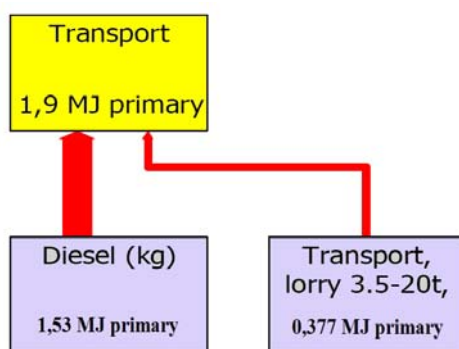 Transport
1,9 MJ primary
Diesel (kg)
1,53 MJ primary
Transport,
lorry 3.5-20t,
0,377 MJ primary